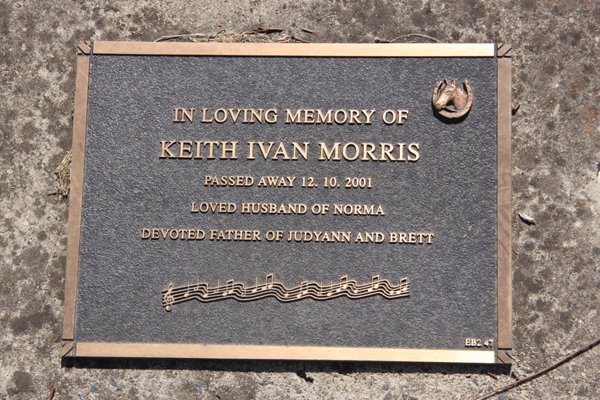 IN LOVING MEMORY OF
KEITH IVAN MORRIS
PASSED AWAY 12. 10. 2001
LOVED HUSBAND OF NORMA
DEVOTED FATHER OF JUDYANN AND BRETT
EB2 47